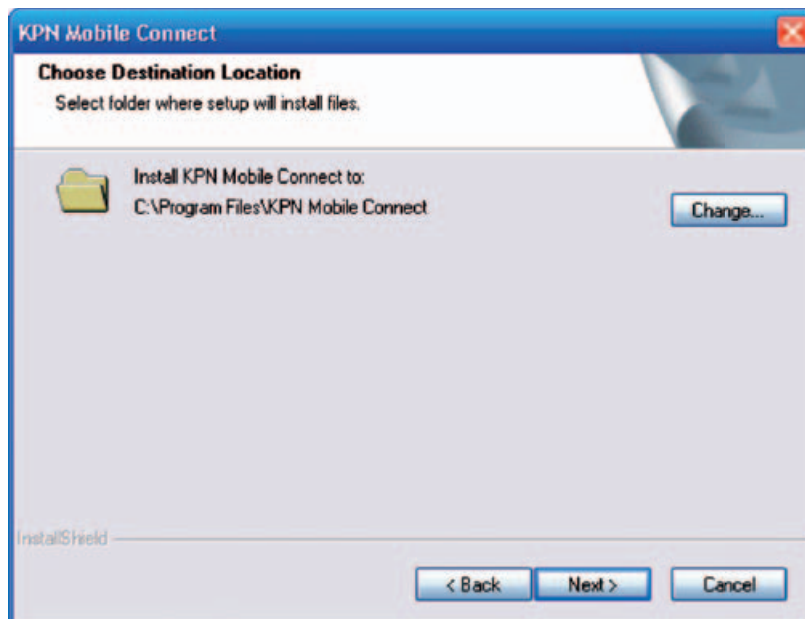 KPN Mobile Connect
Choose Destination Location
Select folder where setup will install files.
Install KPN Mobile Connect to:
C:\Program Files\KPN Mobile Connect
Change...
InstallShield
< Back
Next >
Cancel